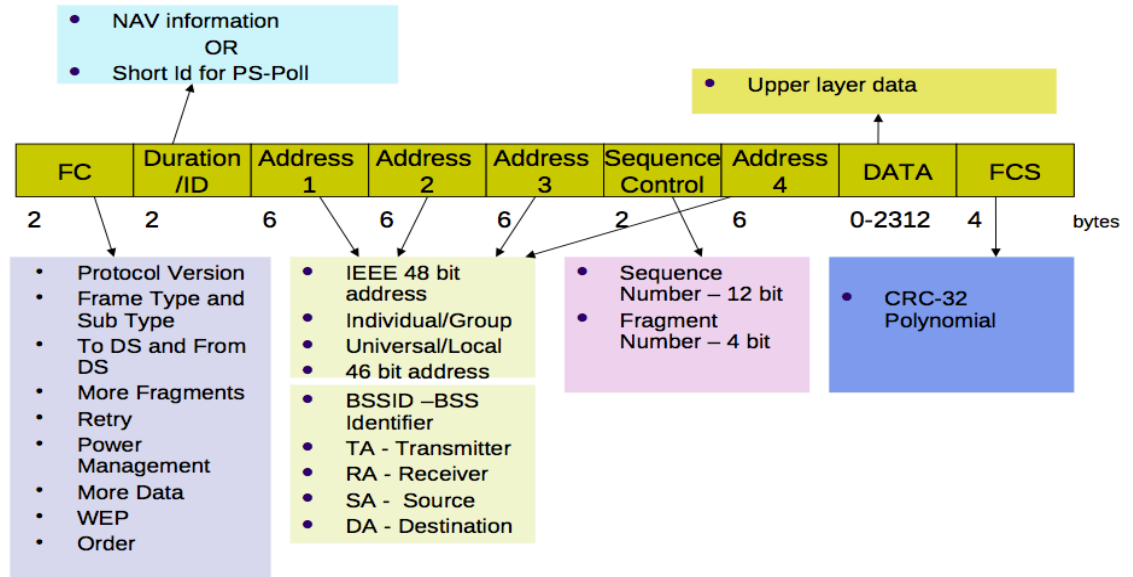 • NAV information
OR
• Short Id for PS-Poll
• Upper layer data
FC
Duration
/ID
Address
1
Address
2
Address
3
Sequence
Control
Address
4
DATA
FCS
2 2 6 6 6 2 6 0-2312 4 bytes
• Protocol Version
• Frame Type and
Sub Type
• To DS and From
DS
• More Fragments
• Retry
• Power
Management
• More Data
• WEP
• Order
• IEEE 48 bit
address
• Individual/Group
• Universal/Local
• 46 bit address
• BSSID –BSS
Identifier
• TA - Transmitter
• RA - Receiver
• SA - Source
• DA - Destination
• Sequence
Number – 12 bit
• Fragment
Number – 4 bit
• CRC-32
Polynomial